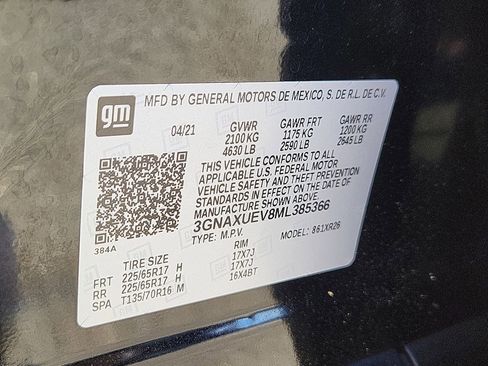 gm
MFD BY GENERAL MOTORS DE MEXICO, S. DE R.L. DE C.V.
04/21 GVWR GAWR FRT GAWR RR
2100 KG 1175 KG 1200 KG
4630 LB 2590 LB 2645 LB
THIS VEHICLE CONFORMS TO ALL
APPLICABLE U.S. FEDERAL MOTOR
VEHICLE SAFETY AND THEFT PREVENTION
STANDARDS IN EFFECT ON THE DATE OF
MANUFACTURE SHOWN ABOVE.
3GNAXUEV8ML385366
TYPE: M.P.V. MODEL: 861XR26
384A
TIRE SIZE RIM
FRT 225/65R17 H 17X7J
RR 225/65R17 H 17X7J
SPA T135/70R16 M 16X4BT